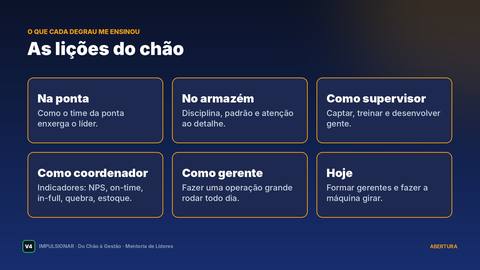 O QUE CADA DEGRAU ME ENSINOU
As lições do chão
Na ponta
Como o time da ponta
enxerga o líder.
No armazém
Disciplina, padrão e atenção
ao detalhe.
Como supervisor
Captar, treinar e desenvolver
gente.
Como coordenador
Indicadores: NPS, on-time,
in-full, quebra, estoque.
Como gerente
Fazer uma operação grande
rodar todo dia.
Hoje
Formar gerentes e fazer a
máquina girar.
V4 IMPULSIONAR · Do Chão à Gestão · Mentoria de Líderes
ABERTURA